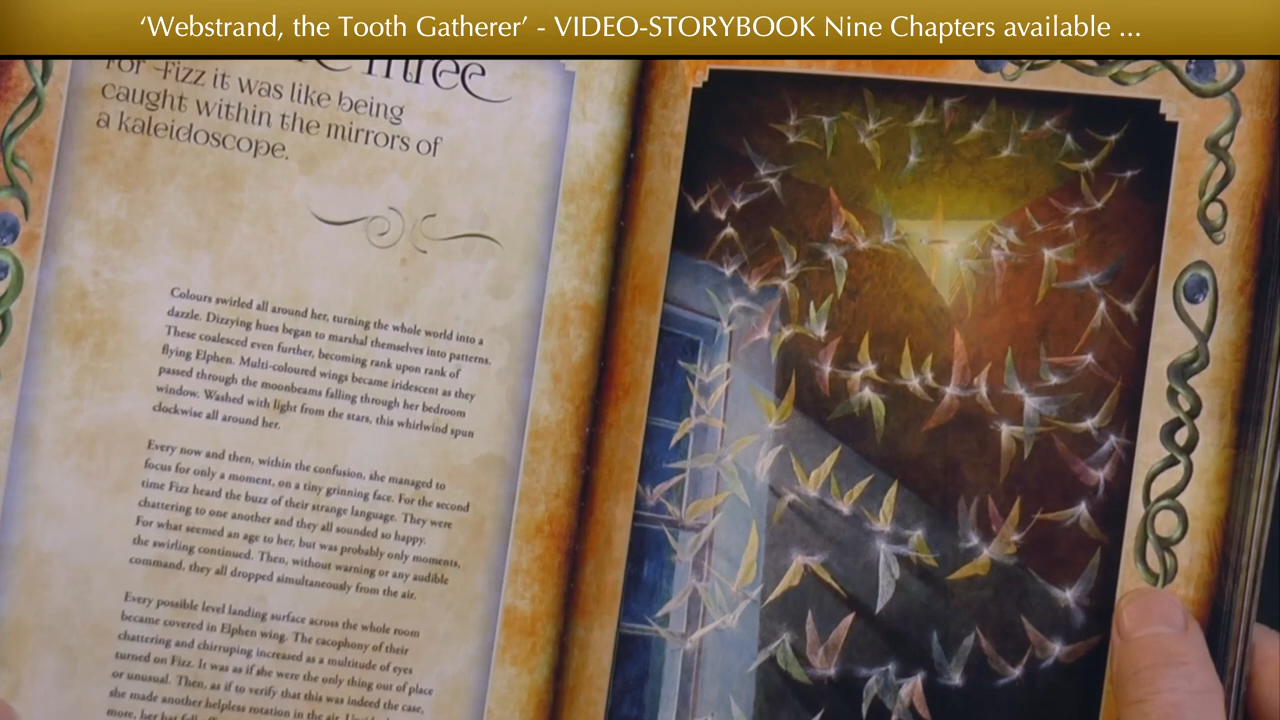 ‘Webstrand, the Tooth Gatherer’ - VIDEO-STORYBOOK Nine Chapters available ...
Three
For Fizz it was like being
caught within the mirrors of
a kaleidoscope.
Colours swirled all around her, turning the whole world into a
dazzle. Dizzying hues began to marshal themselves into patterns.
These coalesced even further, becoming rank upon rank of
flying Elphen. Multi-coloured wings became iridescent as they
passed through the moonbeams falling through her bedroom
window. Washed with light from the stars, this whirlwind spun
clockwise all around her.
Every now and then, within the confusion, she managed to
focus for only a moment, on a tiny grinning face. For the second
time Fizz heard the buzz of their strange language. They were
chattering to one another and they all sounded so happy.
For what seemed an age to her, but was probably only moments,
the swirling continued. Then, without warning or any audible
command, they all dropped simultaneously from the air.
Every possible level landing surface across the whole room
became covered in Elphen wing. The cacophony of their
chattering and chirruping increased as a multitude of eyes
turned on Fizz. It was as if she were the only thing out of place
or unusual. Then, as if to verify that this was indeed the case,
she made another helpless rotation in the air.
more, her hat fell